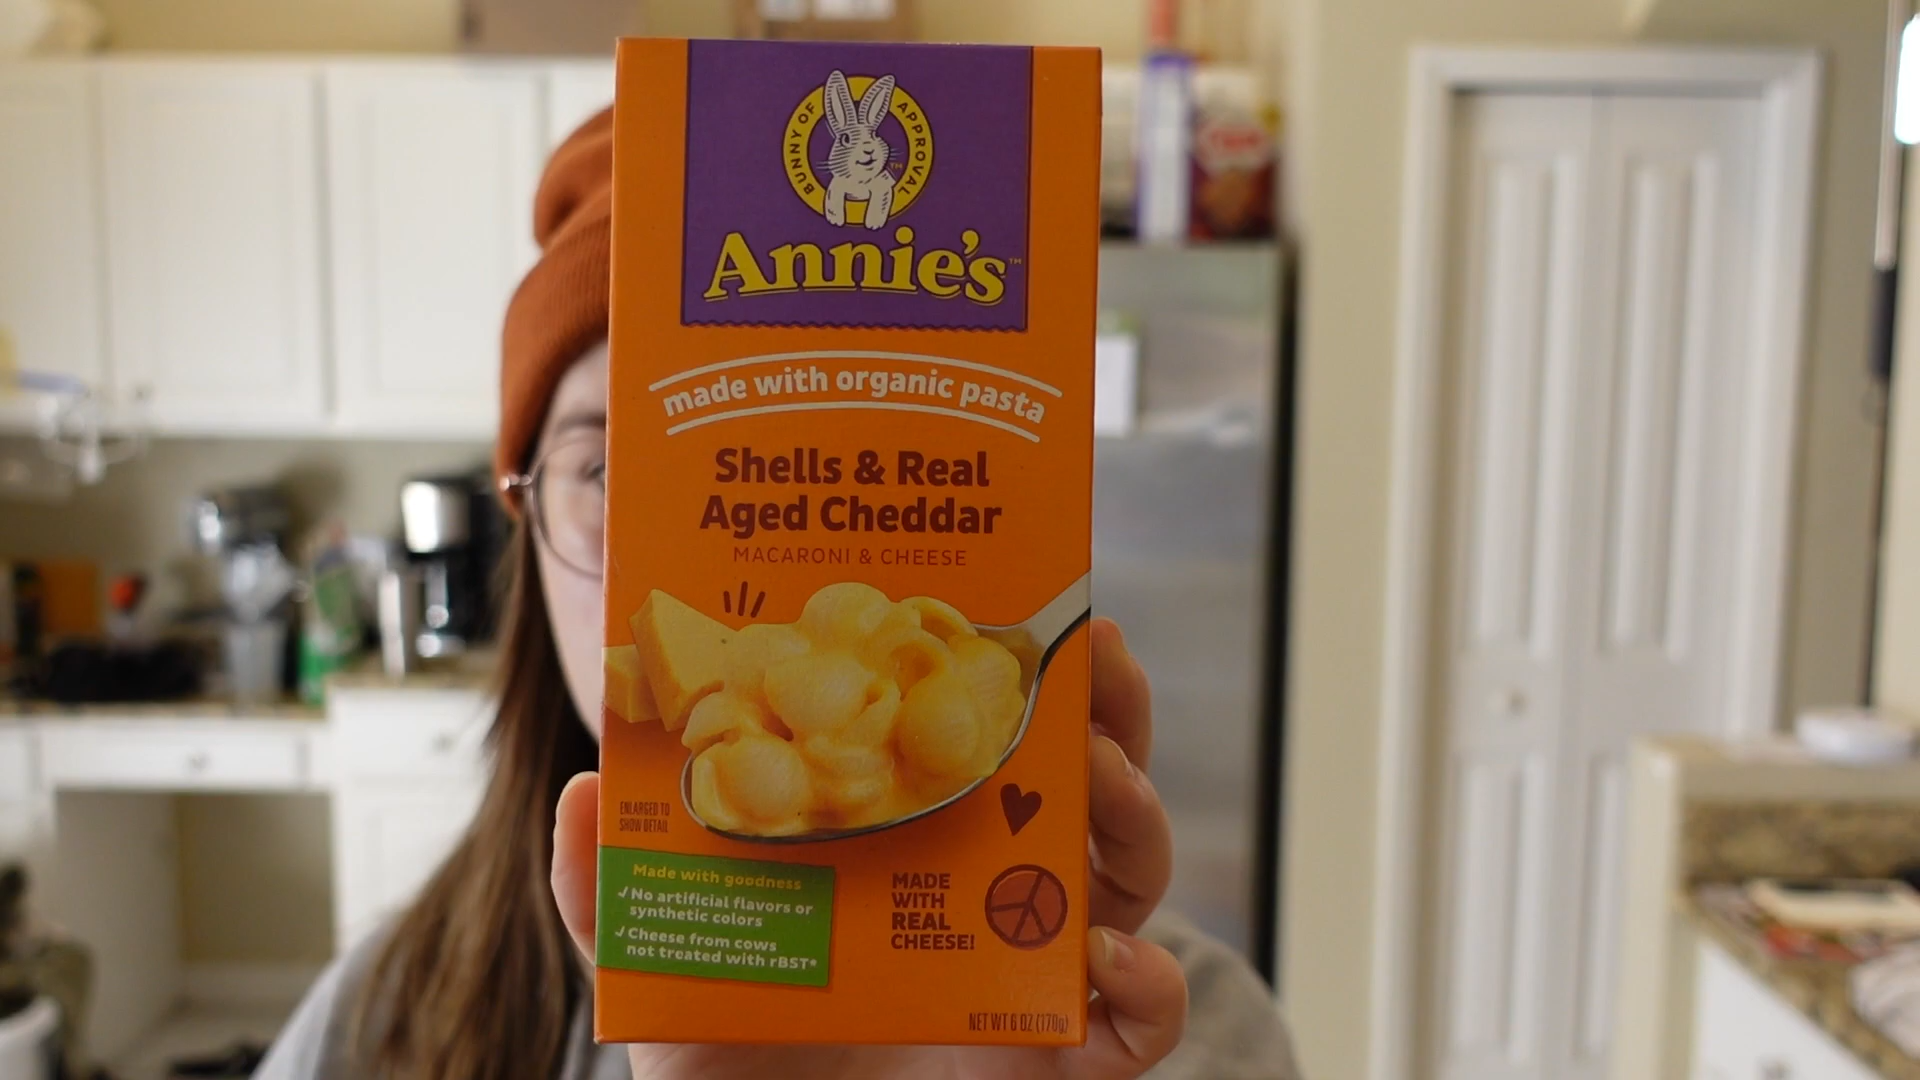 BUNNY OF APPROVAL
TM
Annie's™
made with organic pasta
Shells & Real
Aged Cheddar
MACARONI & CHEESE
ENLARGED TO
SHOW DETAIL
Made with goodness
✓No artificial flavors or
synthetic colors
✓Cheese from cows
not treated with rBST*
MADE
WITH
REAL
CHEESE!
NET WT 6 OZ (170g)